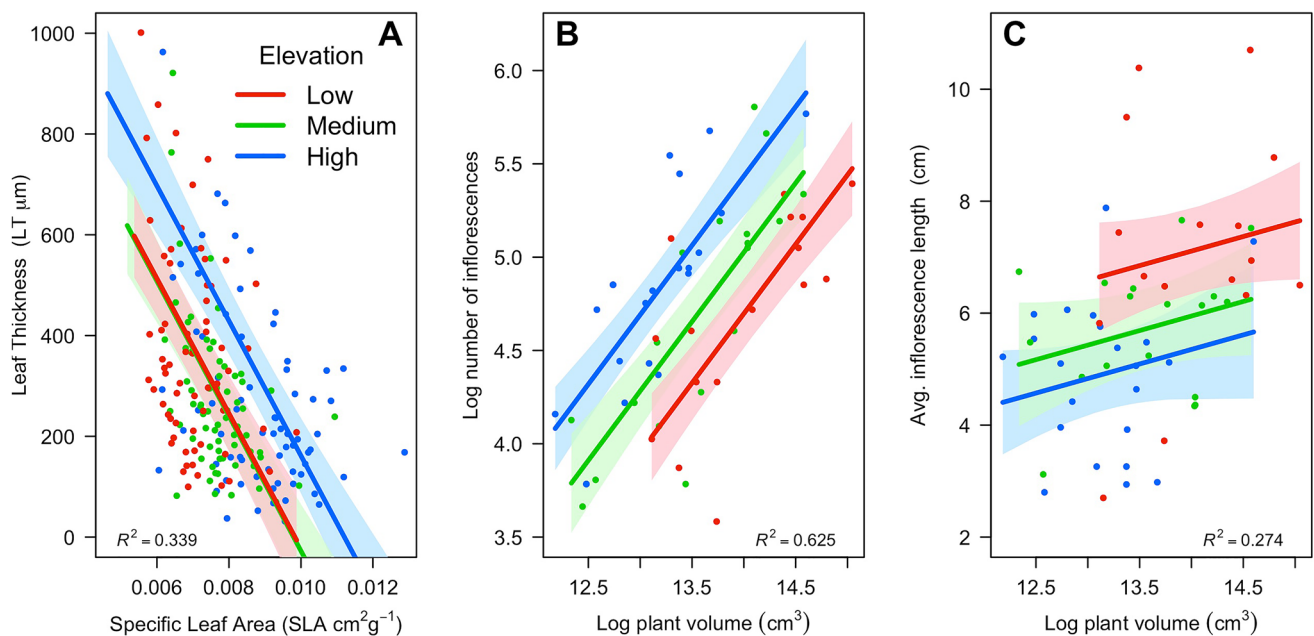 A
Elevation
Low
Medium
High
Leaf Thickness (LT μm)
1000
800
600
400
200
0
R² = 0.339
0.006 0.008 0.010 0.012
Specific Leaf Area (SLA cm²g⁻¹)
B
Log number of inflorescences
6.0
5.5
5.0
4.5
4.0
3.5
R² = 0.625
12.5 13.5 14.5
Log plant volume (cm³)
C
Avg. inflorescence length (cm)
10
8
6
4
2
R² = 0.274
12.5 13.5 14.5
Log plant volume (cm³)